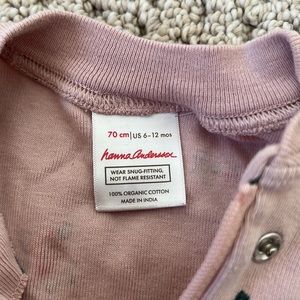 70 cm | US 6-12 mos
hanna andersson
WEAR SNUG-FITTING,
NOT FLAME RESISTANT
100% ORGANIC COTTON
MADE IN INDIA